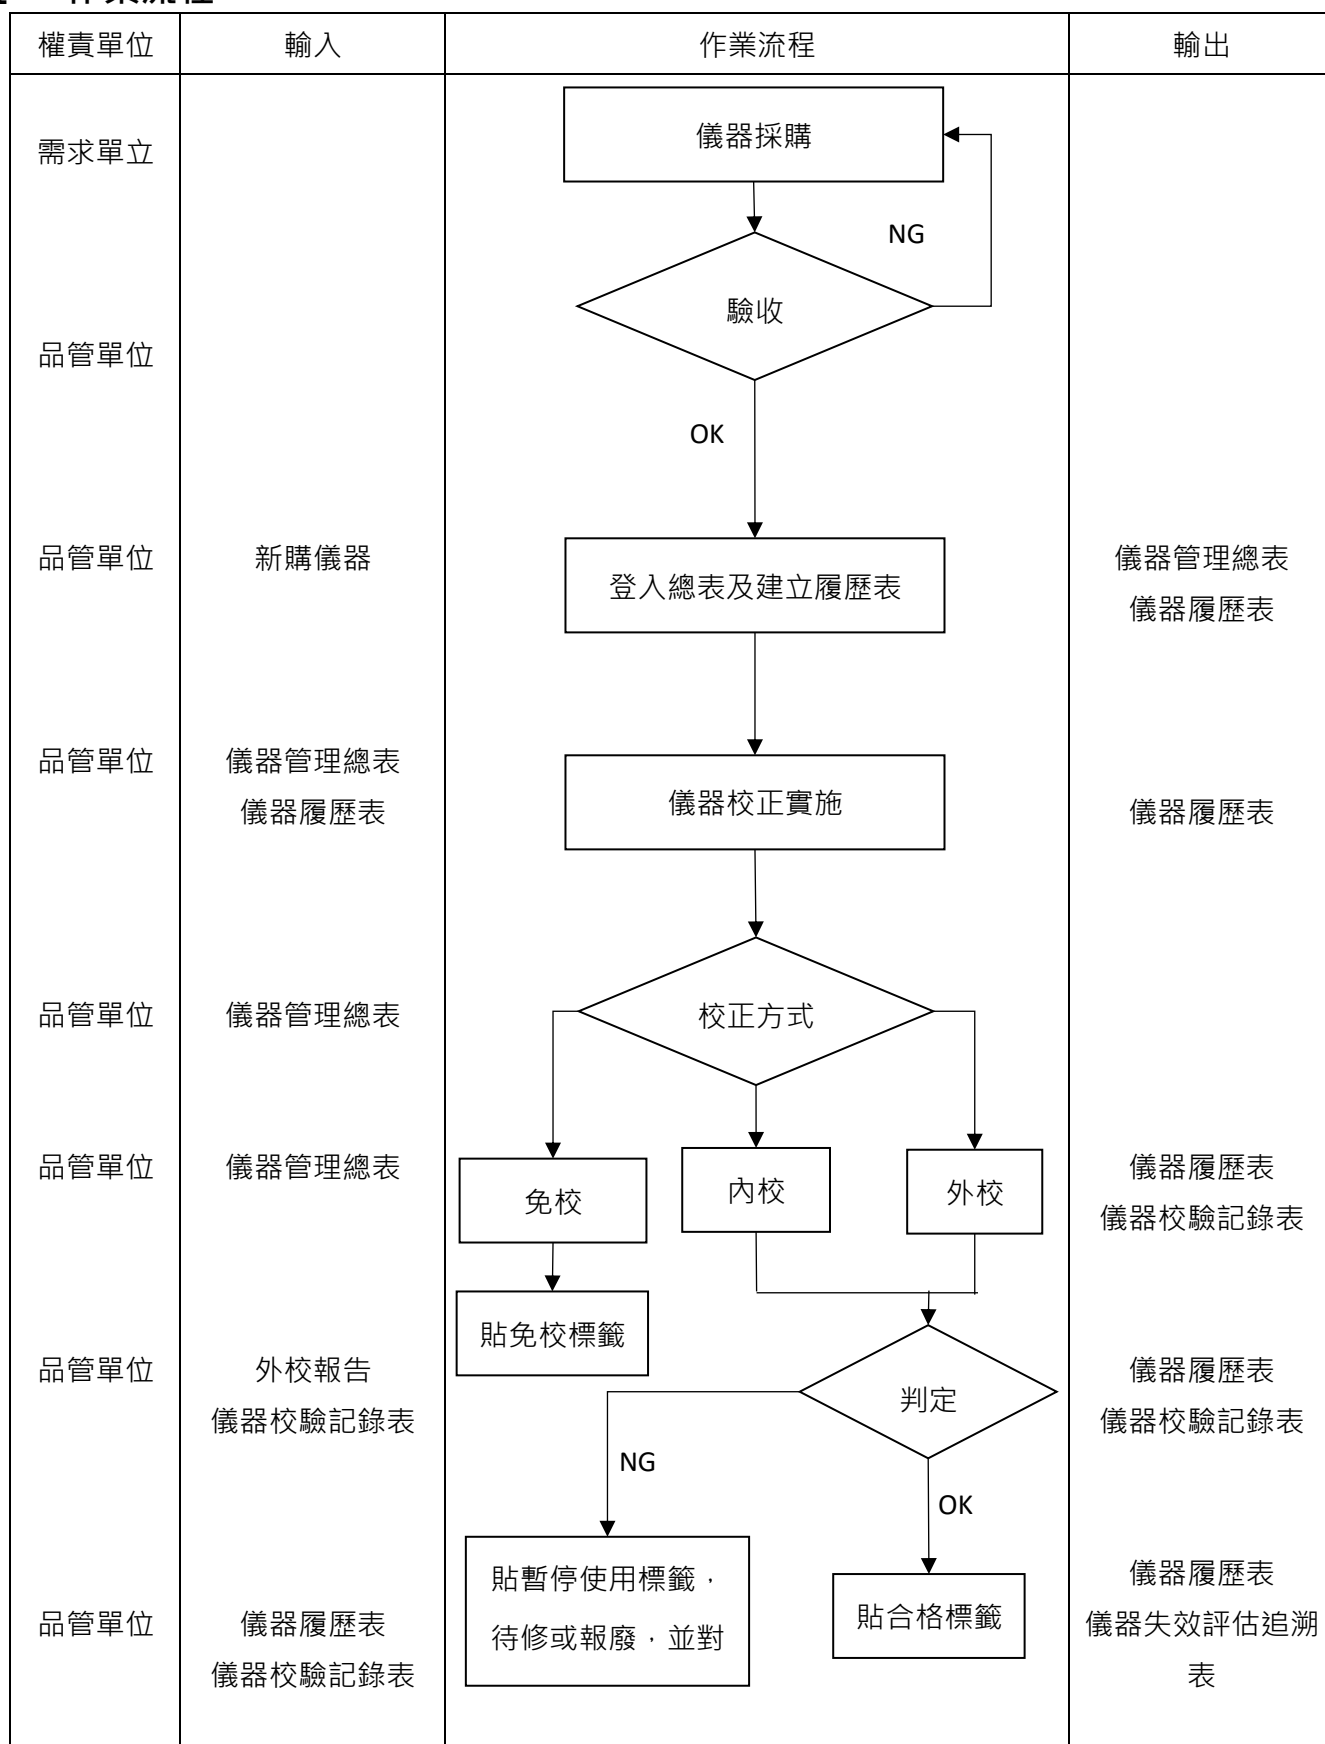 權責單位 輸入 作業流程 輸出
需求單立
儀器採購
NG
驗收
品管單位
OK
品管單位 新購儀器 登入總表及建立履歷表 儀器管理總表
儀器履歷表
品管單位 儀器管理總表
儀器履歷表 儀器校正實施 儀器履歷表
品管單位 儀器管理總表 校正方式
品管單位 儀器管理總表 免校 內校 外校 儀器履歷表
儀器校驗記錄表
貼免校標籤
品管單位 外校報告 判定 儀器履歷表
儀器校驗記錄表 儀器校驗記錄表
NG
OK
貼暫停使用標籤，
待修或報廢，並對
貼合格標籤
儀器履歷表
品管單位 儀器履歷表 儀器失效評估追溯
儀器校驗記錄表 表